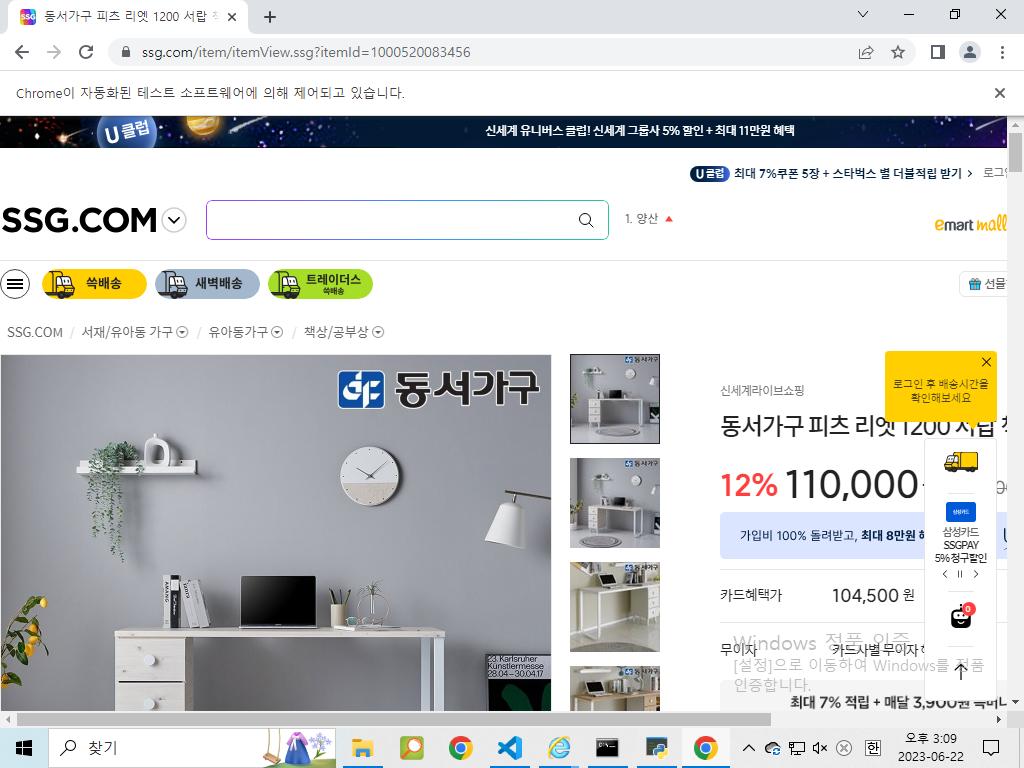 동서가구 피츠 리엣 1200 서랍
ssg.com/item/itemView.ssg?itemId=1000520083456
Chrome이 자동화된 테스트 소프트웨어에 의해 제어되고 있습니다.
U클럽
신세계 유니버스 클럽! 신세계 그룹사 5% 할인 + 최대 11만원 혜택
U클럽 최대 7%쿠폰 5장 + 스타벅스 별 더블적립 받기 > 로그인
SSG.COM
1. 양산
emart mall
쓱배송
새벽배송
트레이더스
쓱배송
선물
SSG.COM / 서재/유아동 가구 / 유아동가구 / 책상/공부상
동서가구
로그인 후 배송시간을
확인해보세요
신세계라이브쇼핑
동서가구 피츠 리엣 1200 서랍
12% 110,000
삼성카드
가입비 100% 돌려받고, 최대 8만원
삼성카드
SSGPAY
5% 청구할인
카드혜택가 104,500 원
0
무이자 카드사별 무이자
Windows 정품 인증
[설정]으로 이동하여 Windows를 정품
인증합니다.
최대 7% 적립 + 매달 3,900원
23. Karlsruher
Künstlermesse
28.04 - 30.04.17
찾기
한
오후 3:09
2023-06-22